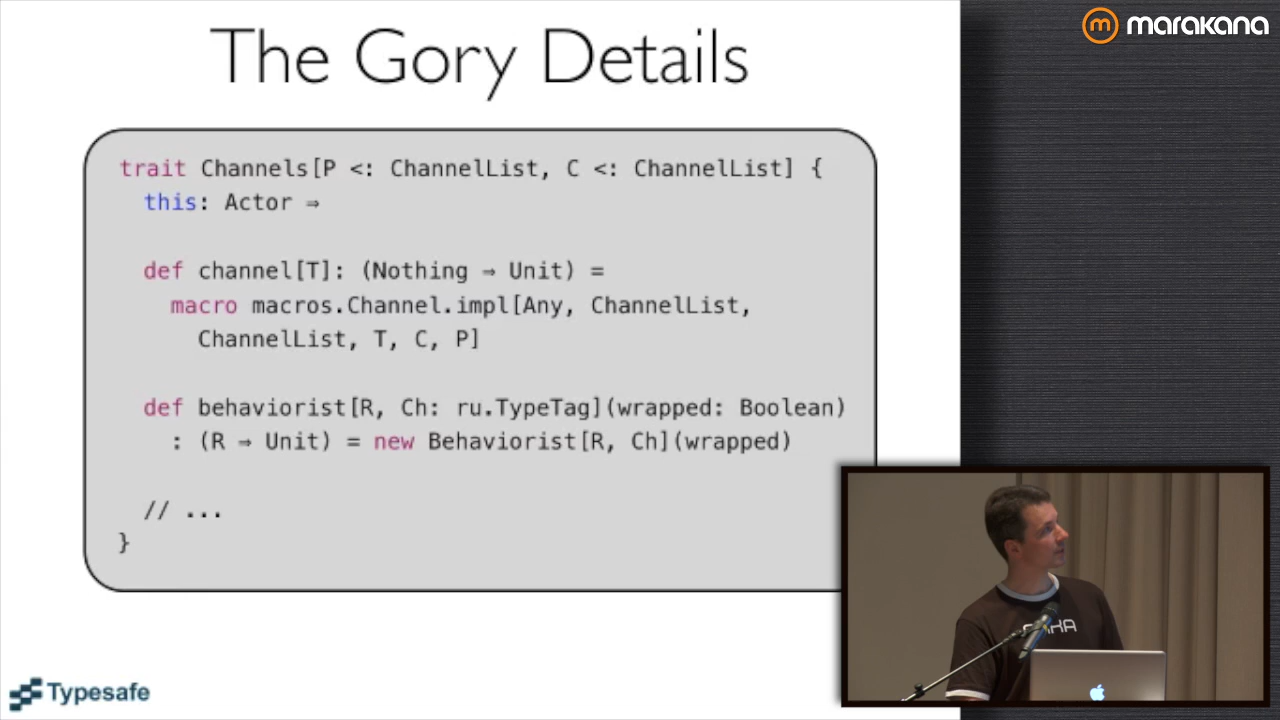 The Gory Details
marakana
trait Channels[P <: ChannelList, C <: ChannelList] {
this: Actor ⇒
def channel[T]: (Nothing ⇒ Unit) =
macro macros.Channel.impl[Any, ChannelList,
ChannelList, T, C, P]
def behaviorist[R, Ch: ru.TypeTag](wrapped: Boolean)
: (R ⇒ Unit) = new Behaviorist[R, Ch](wrapped)
// ...
}
Typesafe